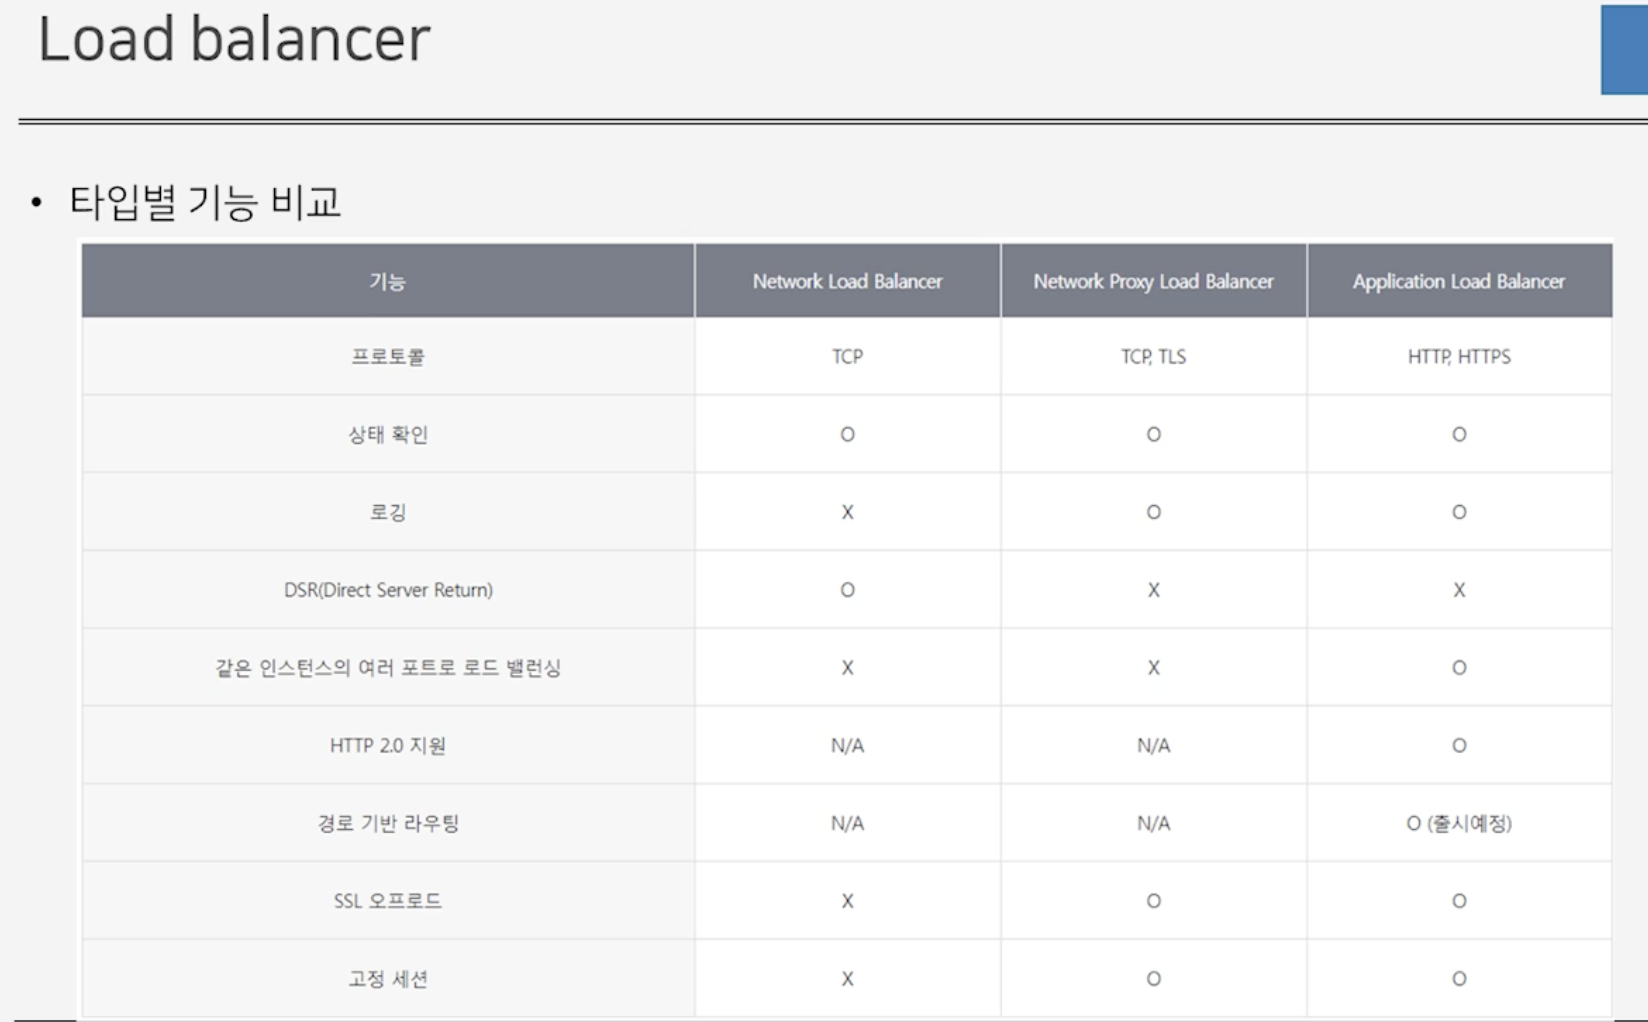 Load balancer
• 타입별 기능 비교
기능 Network Load Balancer Network Proxy Load Balancer Application Load Balancer
프로토콜 TCP TCP, TLS HTTP, HTTPS
상태 확인 O O O
로깅 X O O
DSR(Direct Server Return) O X X
같은 인스턴스의 여러 포트로 로드 밸런싱 X X O
HTTP 2.0 지원 N/A N/A O
경로 기반 라우팅 N/A N/A O (출시예정)
SSL 오프로드 X O O
고정 세션 X O O